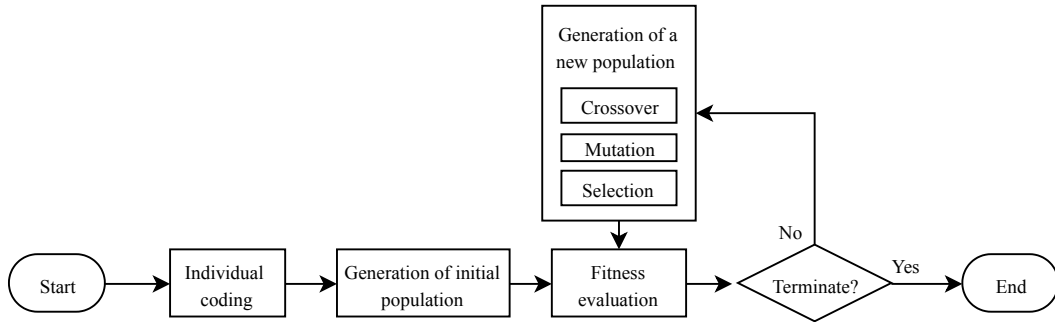 Generation of a
new population
Crossover
Mutation
Selection
No
Start
Individual
coding
Generation of initial
population
Fitness
evaluation
Terminate?
Yes
End